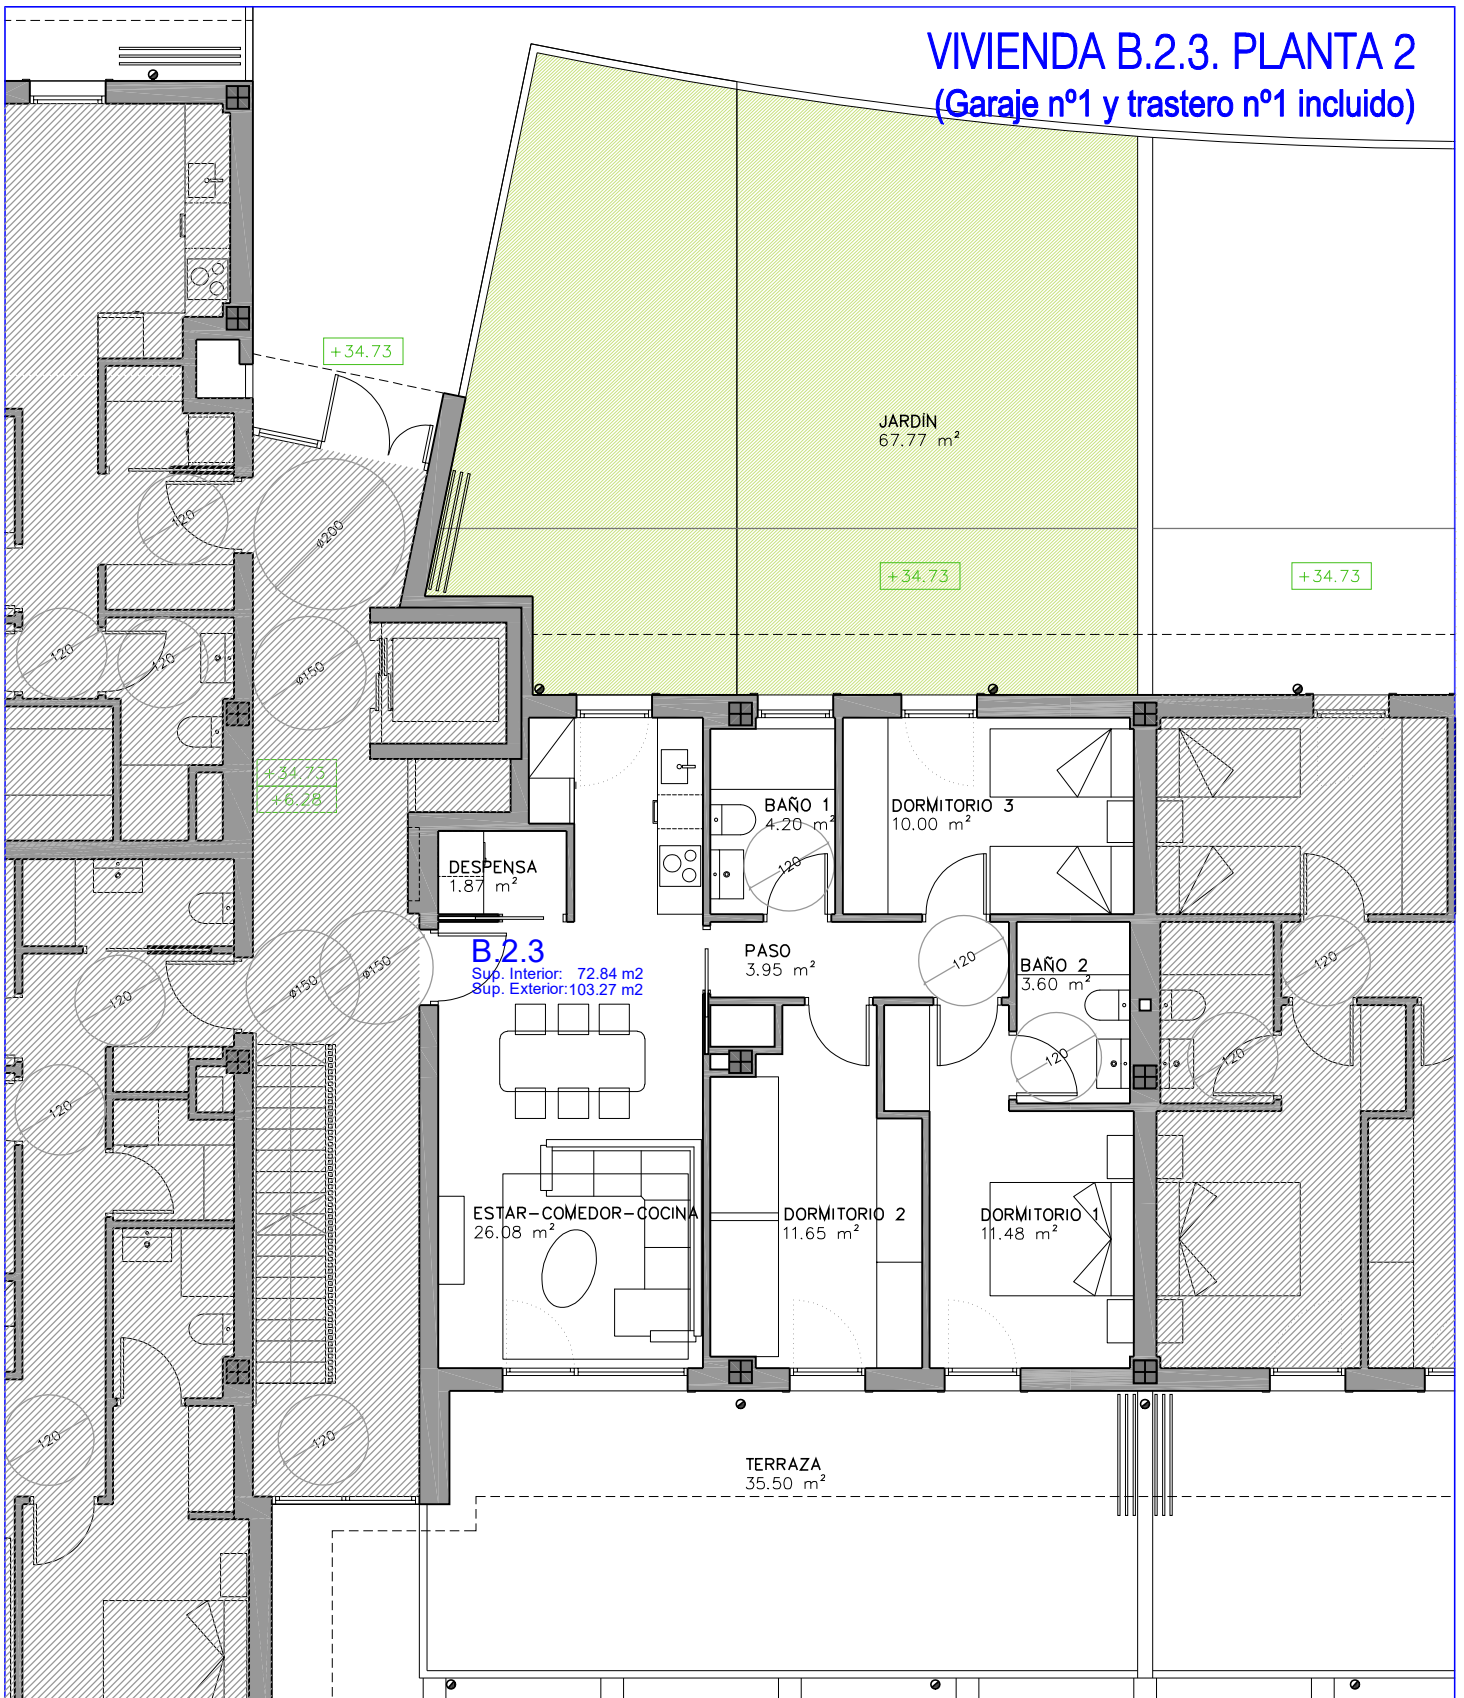 VIVIENDA B.2.3. PLANTA 2
(Garaje nº1 y trastero nº1 incluido)
+34.73
JARDÍN
67.77 m²
120
ø200
+34.73
+34.73
120
120
ø150
+34.73
+6.28
BAÑO 1
4.20 m²
DORMITORIO 3
10.00 m²
120
DESPENSA
1.87 m²
B.2.3
Sup. Interior: 72.84 m2
Sup. Exterior:103.27 m2
PASO
3.95 m²
120
BAÑO 2
3.60 m²
120
120
ø150
ø150
120
120
120
120
ESTAR-COMEDOR-COCINA
26.08 m²
DORMITORIO 2
11.65 m²
DORMITORIO 1
11.48 m²
120
120
TERRAZA
35.50 m²